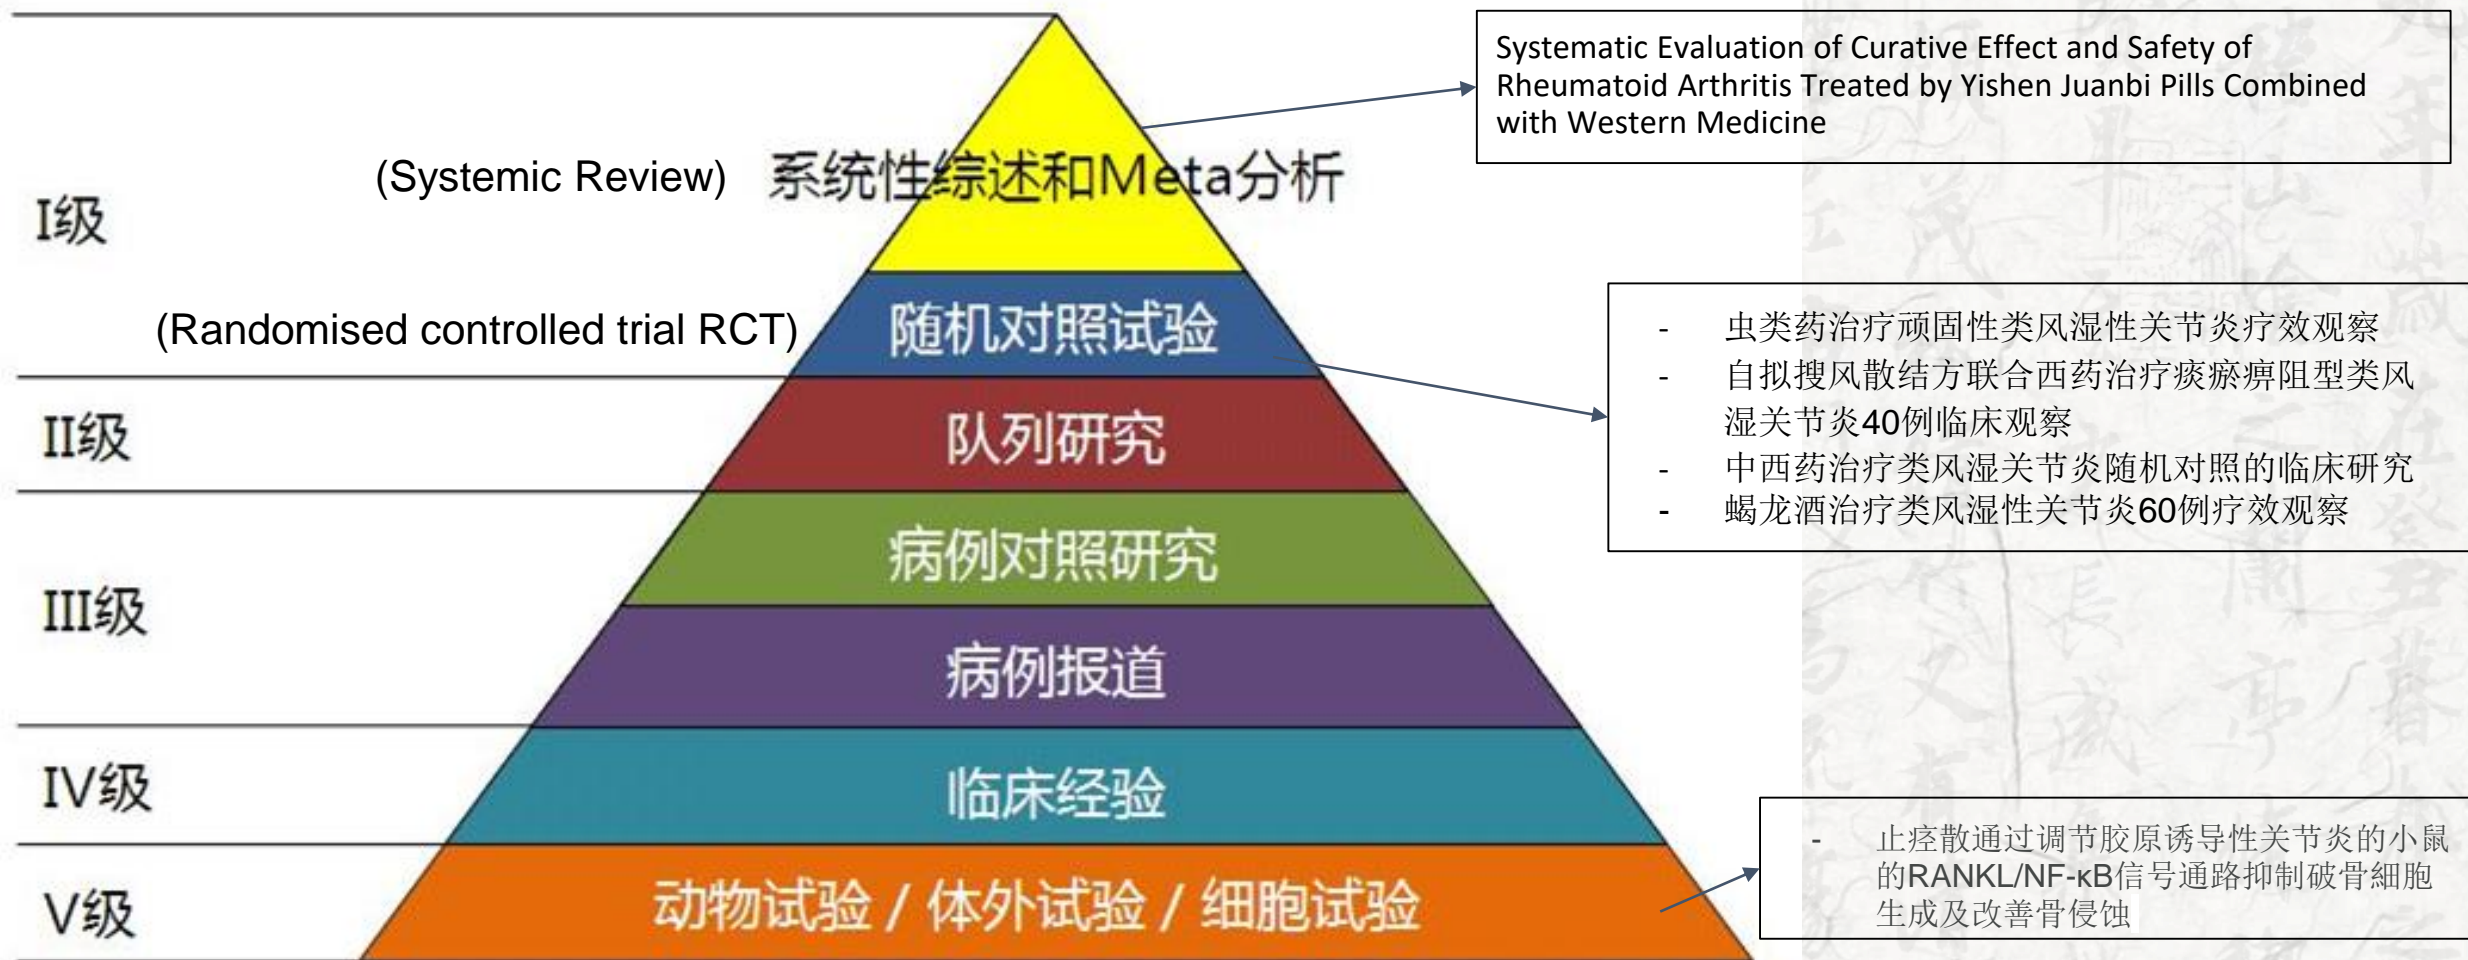 Systematic Evaluation of Curative Effect and Safety of
Rheumatoid Arthritis Treated by Yishen Juanbi Pills Combined
with Western Medicine
I级
(Systemic Review) 系统性综述和Meta分析
(Randomised controlled trial RCT) 随机对照试验
- 虫类药治疗顽固性类风湿性关节炎疗效观察
- 自拟搜风散结方联合西药治疗痰瘀痹阻型类风
湿关节炎40例临床观察
- 中西药治疗类风湿关节炎随机对照的临床研究
- 蝎龙酒治疗类风湿性关节炎60例疗效观察
II级
队列研究
III级
病例对照研究
病例报道
IV级
临床经验
V级
动物试验 / 体外试验 / 细胞试验
- 止痉散通过调节胶原诱导性关节炎的小鼠
的RANKL/NF-κB信号通路抑制破骨細胞
生成及改善骨侵蚀